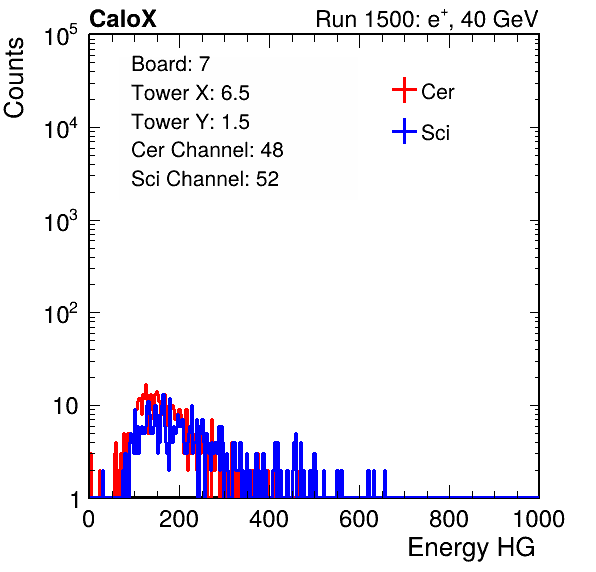 CaloX
Run 1500: e⁺, 40 GeV
Counts
10⁵
10⁴
10³
10²
10
1
Board: 7
Tower X: 6.5
Tower Y: 1.5
Cer Channel: 48
Sci Channel: 52
Cer
Sci
0 200 400 600 800 1000
Energy HG